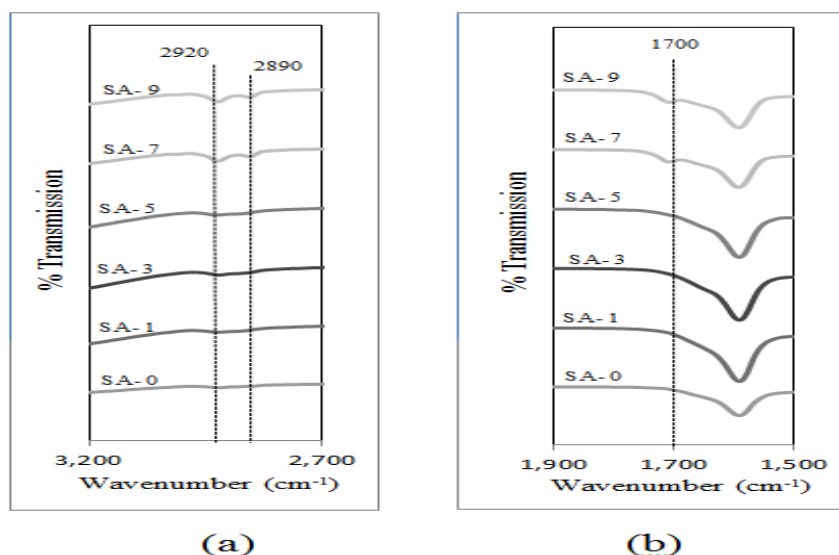 2920
2890
SA-9
SA-7
SA-5
SA-3
SA-1
SA-0
% Transmission
3,200
2,700
Wavenumber (cm⁻¹)
(a)
1700
SA-9
SA-7
SA-5
SA-3
SA-1
SA-0
% Transmission
1,900
1,700
1,500
Wavenumber (cm⁻¹)
(b)